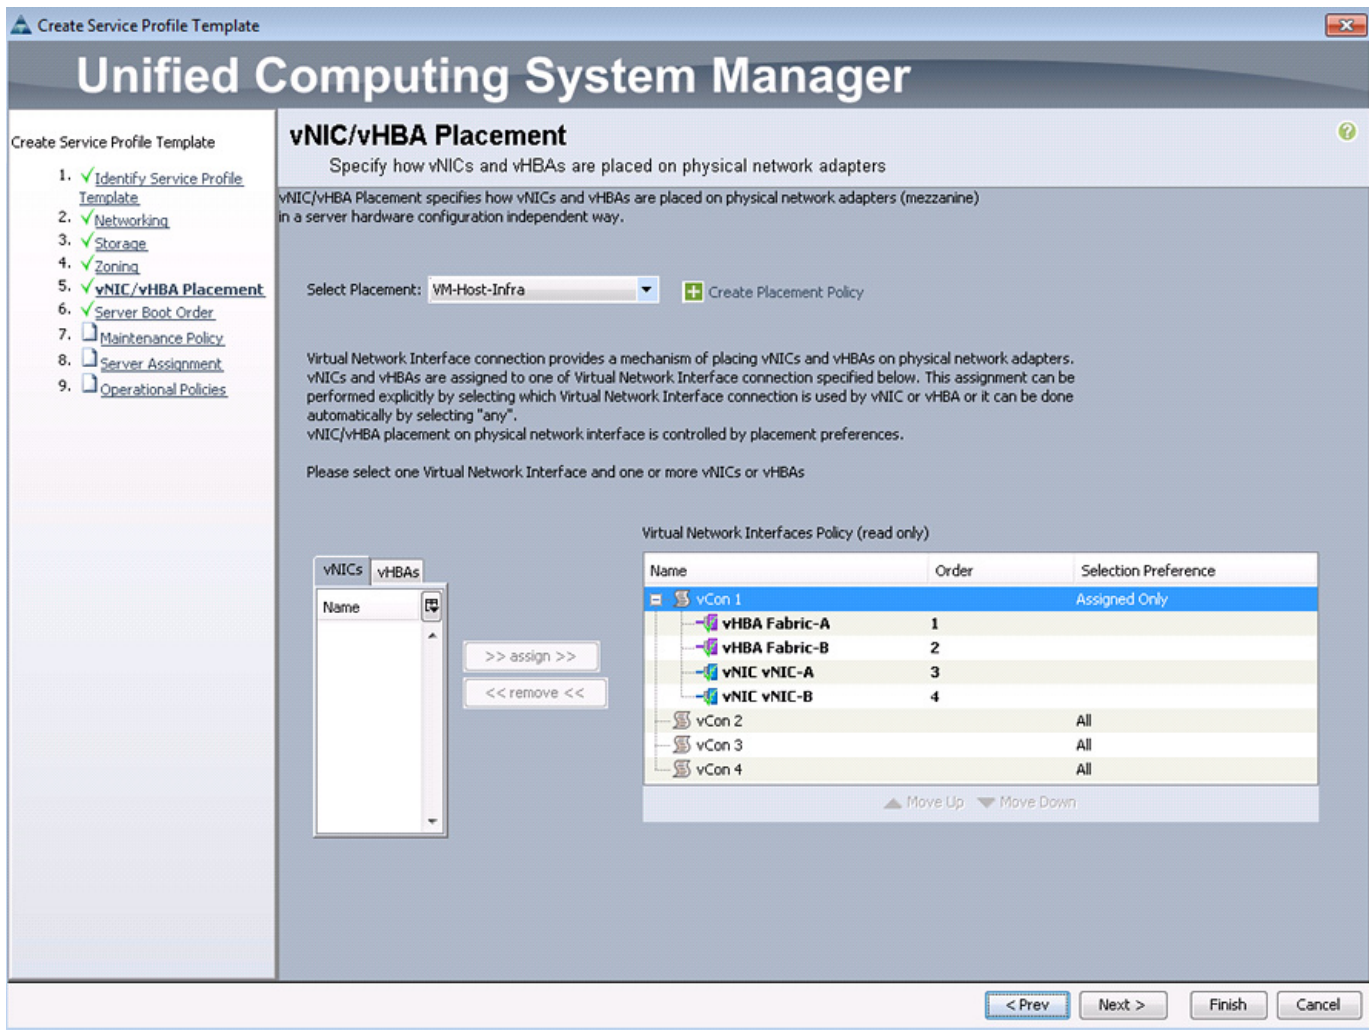 Create Service Profile Template
Unified Computing System Manager
Create Service Profile Template
1. Identify Service Profile
Template
2. Networking
3. Storage
4. Zoning
5. vNIC/vHBA Placement
6. Server Boot Order
7. Maintenance Policy
8. Server Assignment
9. Operational Policies
vNIC/vHBA Placement
Specify how vNICs and vHBAs are placed on physical network adapters
?
vNIC/vHBA Placement specifies how vNICs and vHBAs are placed on physical network adapters (mezzanine)
in a server hardware configuration independent way.
Select Placement: VM-Host-Infra Create Placement Policy
Virtual Network Interface connection provides a mechanism of placing vNICs and vHBAs on physical network adapters.
vNICs and vHBAs are assigned to one of Virtual Network Interface connection specified below. This assignment can be
performed explicitly by selecting which Virtual Network Interface connection is used by vNIC or vHBA or it can be done
automatically by selecting "any".
vNIC/vHBA placement on physical network interface is controlled by placement preferences.
Please select one Virtual Network Interface and one or more vNICs or vHBAs
vNICs vHBAs
Name
>> assign >>
<< remove <<
Virtual Network Interfaces Policy (read only)
Name Order Selection Preference
vCon 1 Assigned Only
vHBA Fabric-A 1
vHBA Fabric-B 2
vNIC vNIC-A 3
vNIC vNIC-B 4
vCon 2 All
vCon 3 All
vCon 4 All
Move Up Move Down
< Prev Next > Finish Cancel